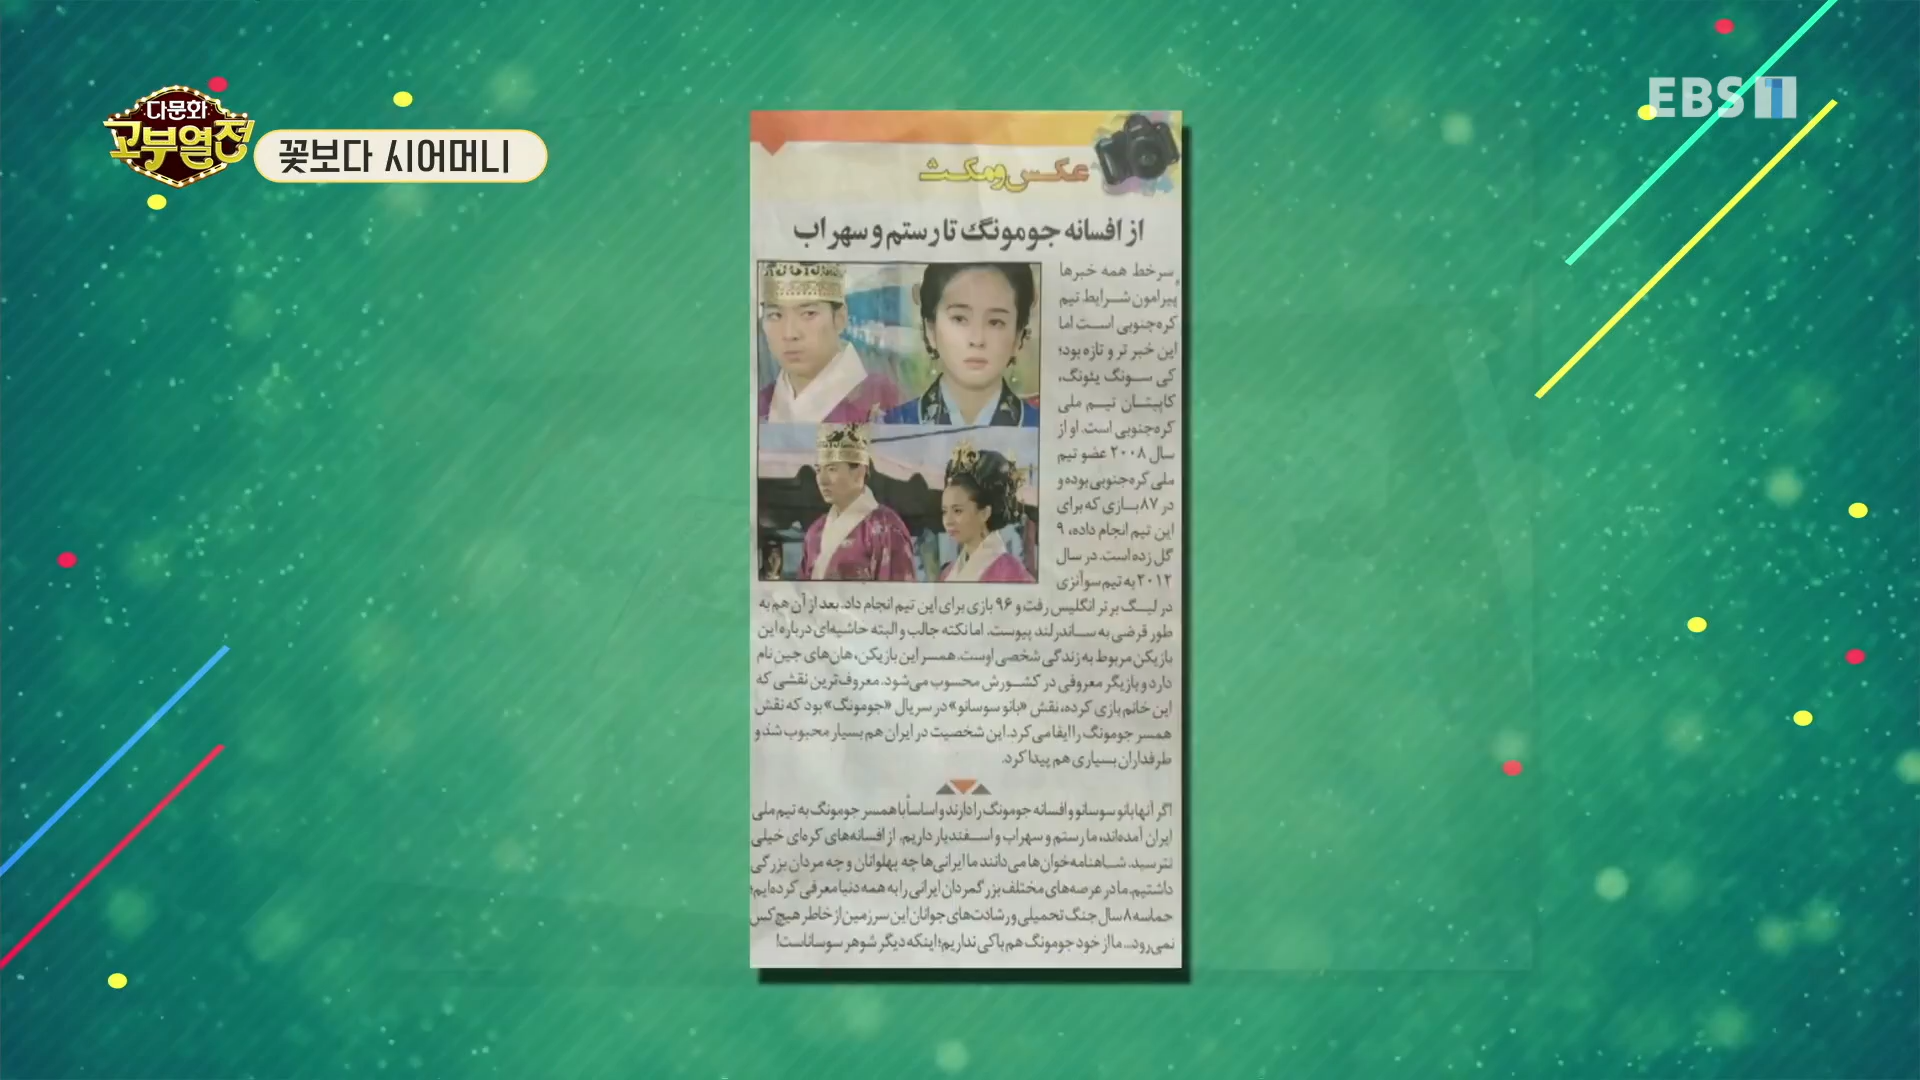 다문화
고부열전
꽃보다 시어머니
EBS 1
عکس و مکث
از افسانه جومونگ تا رستم و سهراب
سرخط همه خبرها
پیرامون شرایط تیم
کره‌جنوبی است اما
این خبر تر و تازه بود؛
کی سونگ یئونگ،
کاپیتان تیم ملی
کره‌جنوبی است. او از
سال ۲۰۰۸ عضو تیم
ملی کره‌جنوبی بوده و
در ۸۷ بازی که برای
این تیم انجام داده، ۹
گل زده است. در سال
۲۰۱۲ به تیم سوآنزی
در لیگ برتر انگلیس رفت و ۹۶ بازی برای این تیم انجام داد. بعد از آن هم به
طور قرضی به ساندرلند پیوست. اما نکته جالب و البته حاشیه‌ای درباره این
بازیکن مربوط به زندگی شخصی اوست. همسر این بازیکن، هان‌های جین نام
دارد و بازیگر معروفی در کشورش محسوب می‌شود. معروف‌ترین نقشی که
این خانم بازی کرده، نقش «بانو سوسانو» در سریال «جومونگ» بود که نقش
همسر جومونگ را ایفا می‌کرد. این شخصیت در ایران هم بسیار محبوب شد و
طرفداران بسیاری هم پیدا کرد.
اگر آنها بانو سوسانو و افسانه جومونگ را دارند و اساساً با همسر جومونگ به تیم ملی
ایران آمده‌اند، ما رستم و سهراب و اسفندیار داریم. از افسانه‌های کره‌ای خیلی
نترسید. شاهنامه‌خوان‌ها می‌دانند ما ایرانی‌ها چه پهلوانان و چه مردان بزرگی
داشتیم. ما در عرصه‌های مختلف بزرگمردان ایرانی را به همه دنیا معرفی کرده‌ایم؛
حماسه ۸ سال جنگ تحمیلی و رشادت‌های جوانان این سرزمین از خاطر هیچ کس
نمی‌رود... ما از خود جومونگ هم باکی نداریم؛ اینکه دیگر شوهر سوساناست!